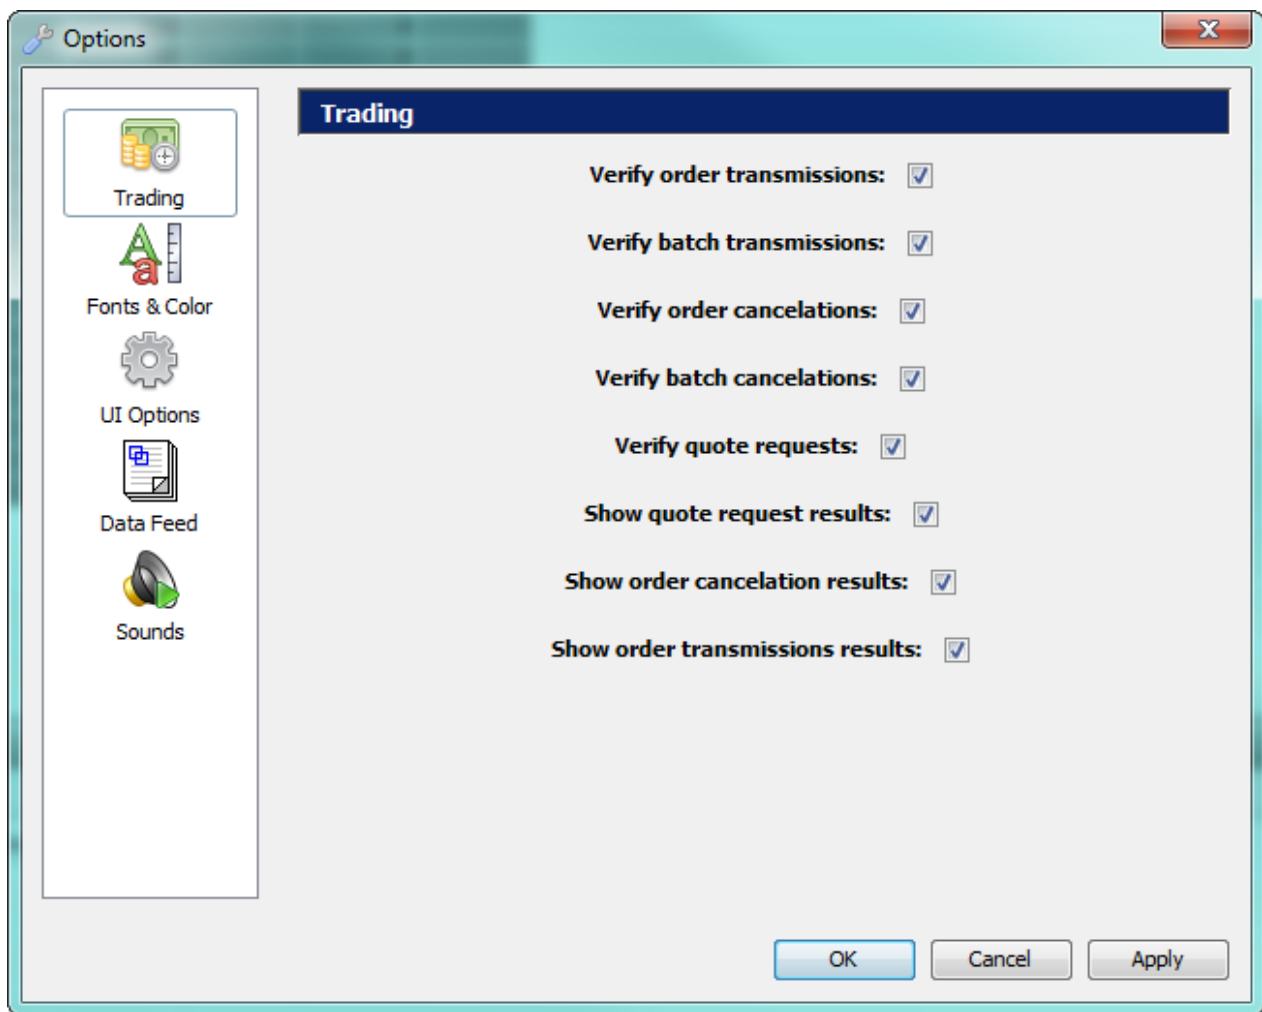 Options
Trading
Trading
Verify order transmissions:
Verify batch transmissions:
Verify order cancelations:
Verify batch cancelations:
Verify quote requests:
Show quote request results:
Show order cancelation results:
Show order transmissions results:
Fonts & Color
UI Options
Data Feed
Sounds
OK
Cancel
Apply